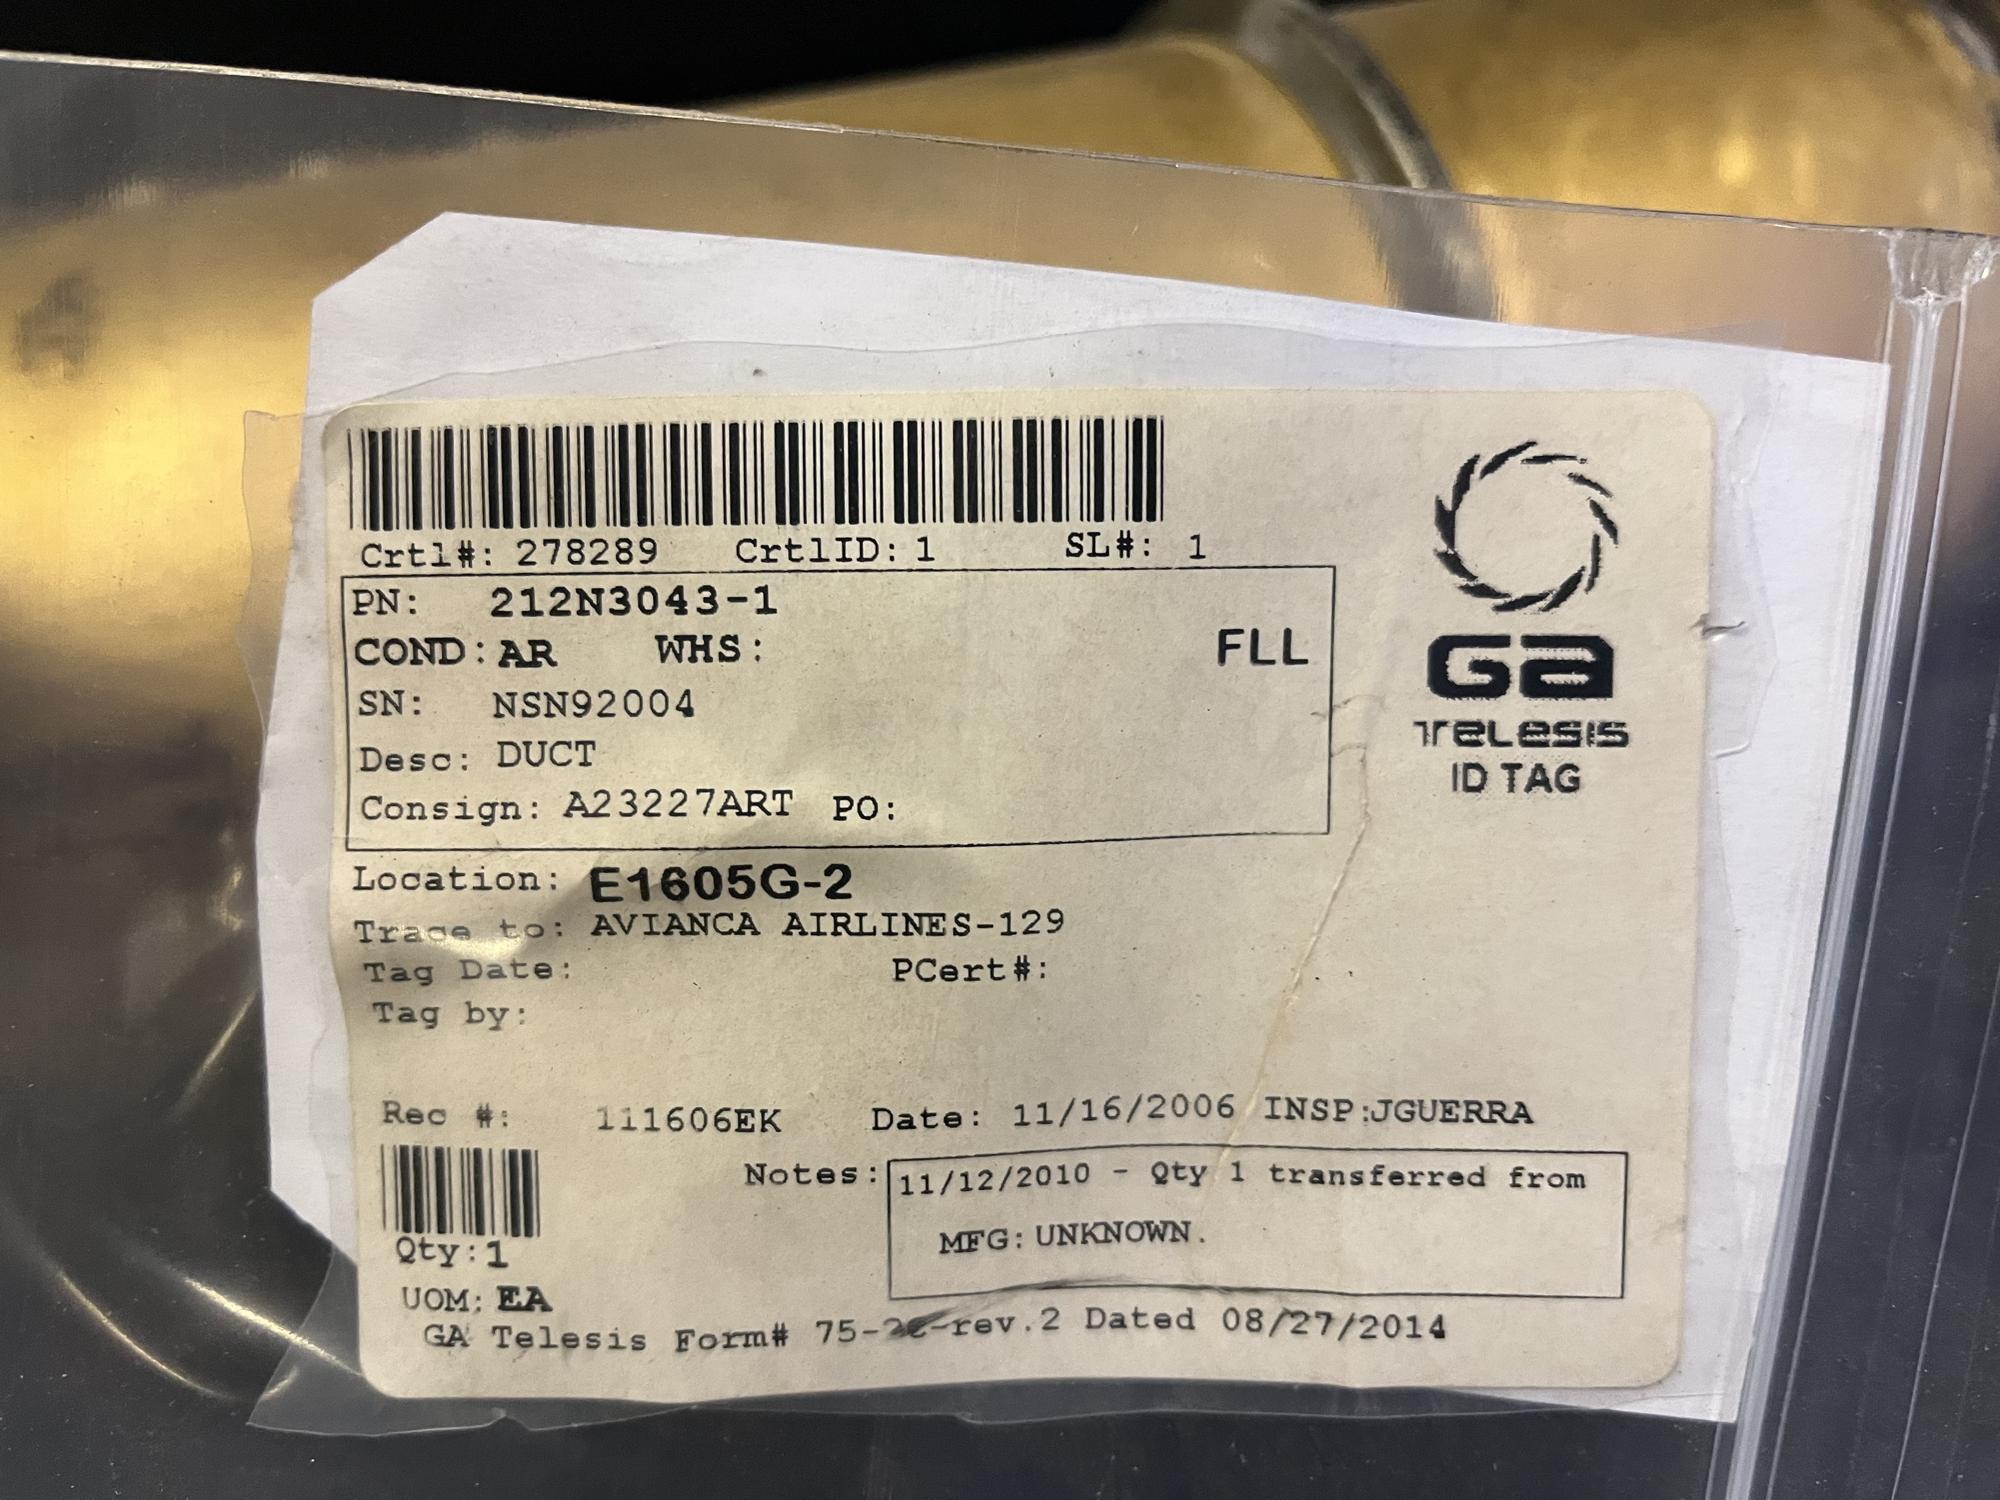 Crtl#: 278289 CrtlID: 1 SL#: 1
PN: 212N3043-1
COND: AR WHS: FLL
SN: NSN92004
Desc: DUCT
Consign: A23227ART PO:
Ga
TELESIS
ID TAG
Location: E1605G-2
Trace to: AVIANCA AIRLINES-129
Tag Date: PCert#:
Tag by:
Rec #: 111606EK Date: 11/16/2006 INSP:JGUERRA
Notes: 11/12/2010 - Qty 1 transferred from
MFG: UNKNOWN.
Qty: 1
UOM: EA
GA Telesis Form# rev.2 Dated 08/27/2014